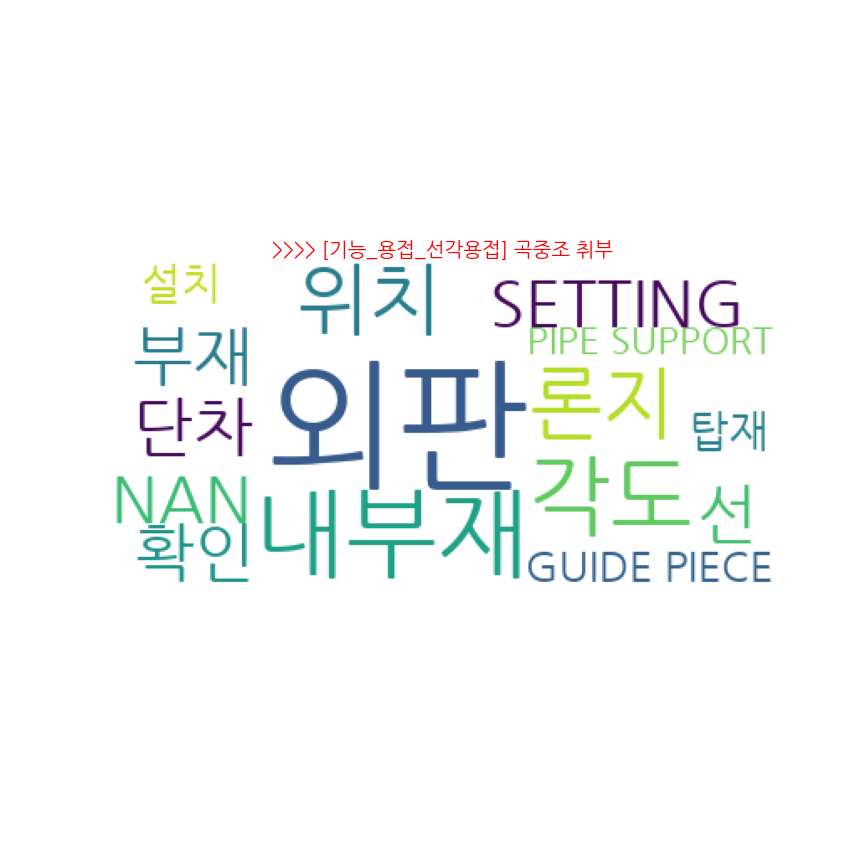 >>>> [기능_용접_선각용접] 곡중조 취부
설치
위치
SETTING
PIPE SUPPORT
부재
외판
론지
단차
탑재
NAN
내부재
각도
선
확인
GUIDE PIECE